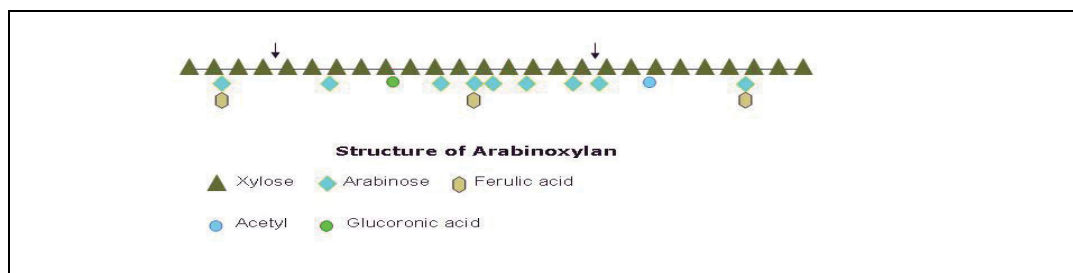 Structure of Arabinoxylan
Xylose Arabinose Ferulic acid
Acetyl Glucoronic acid